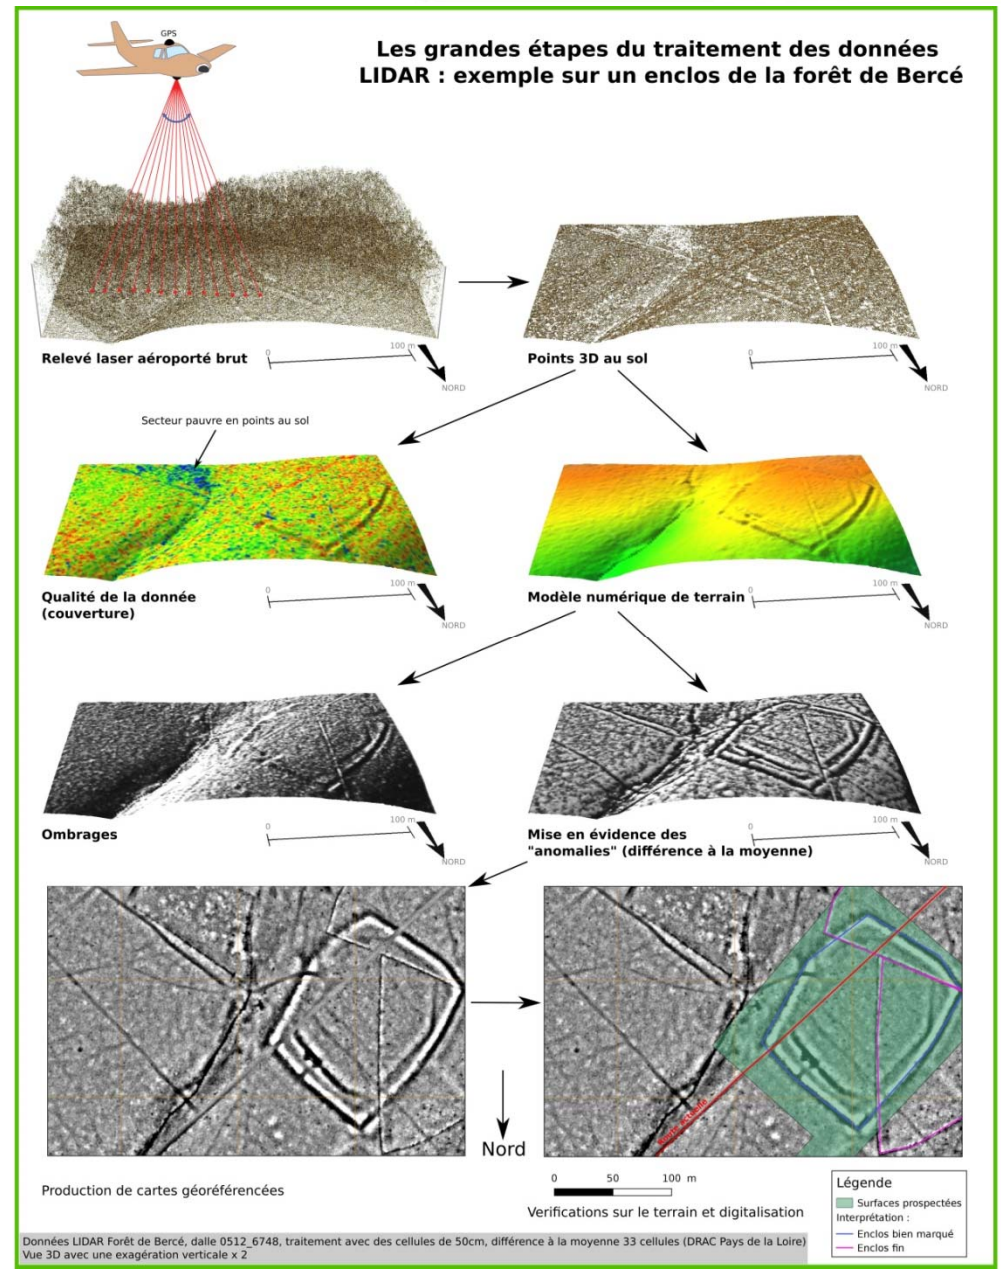 GPS
Les grandes étapes du traitement des données
LIDAR : exemple sur un enclos de la forêt de Bercé
Relevé laser aéroporté brut
0
100 m
NORD
Points 3D au sol
0
100 m
NORD
Secteur pauvre en points au sol
Qualité de la donnée
(couverture)
0
100 m
NORD
Modèle numérique de terrain
0
100 m
NORD
Ombrages
0
100 m
NORD
Mise en évidence des
"anomalies" (différence à la moyenne)
0
100 m
NORD
Route actuelle
Nord
Production de cartes géoréférencées
0 50 100 m
Verifications sur le terrain et digitalisation
Légende
Surfaces prospectées
Interprétation :
Enclos bien marqué
Enclos fin
Données LIDAR Forêt de Bercé, dalle 0512_6748, traitement avec des cellules de 50cm, différence à la moyenne 33 cellules (DRAC Pays de la Loire)
Vue 3D avec une exagération verticale x 2